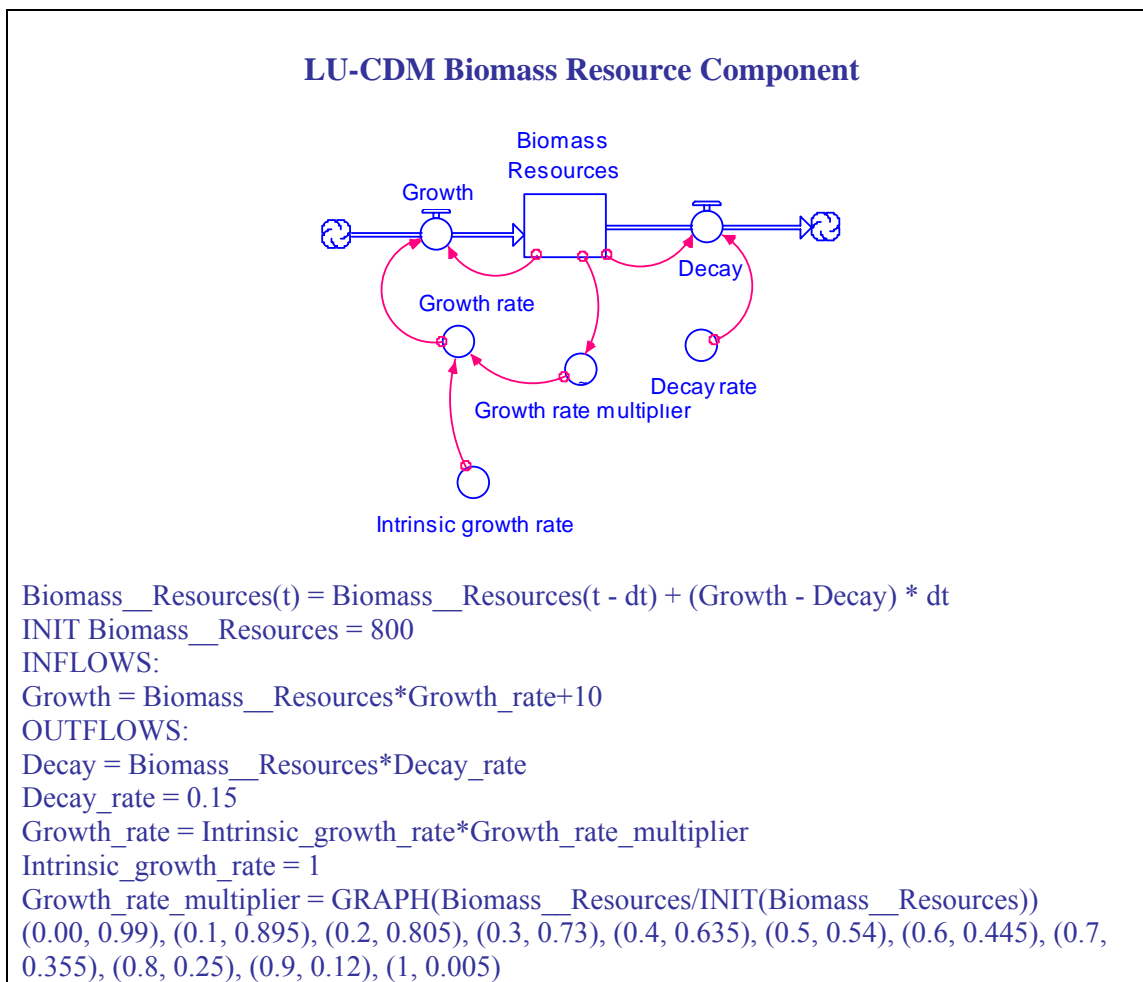 LU-CDM Biomass Resource Component
Biomass
Resources
Growth
Decay
Growth rate
Decay rate
Growth rate multiplier
Intrinsic growth rate
Biomass__Resources(t) = Biomass__Resources(t - dt) + (Growth - Decay) * dt
INIT Biomass__Resources = 800
INFLOWS:
Growth = Biomass__Resources*Growth_rate+10
OUTFLOWS:
Decay = Biomass__Resources*Decay_rate
Decay_rate = 0.15
Growth_rate = Intrinsic_growth_rate*Growth_rate_multiplier
Intrinsic_growth_rate = 1
Growth_rate_multiplier = GRAPH(Biomass__Resources/INIT(Biomass__Resources))
(0.00, 0.99), (0.1, 0.895), (0.2, 0.805), (0.3, 0.73), (0.4, 0.635), (0.5, 0.54), (0.6, 0.445), (0.7,
0.355), (0.8, 0.25), (0.9, 0.12), (1, 0.005)